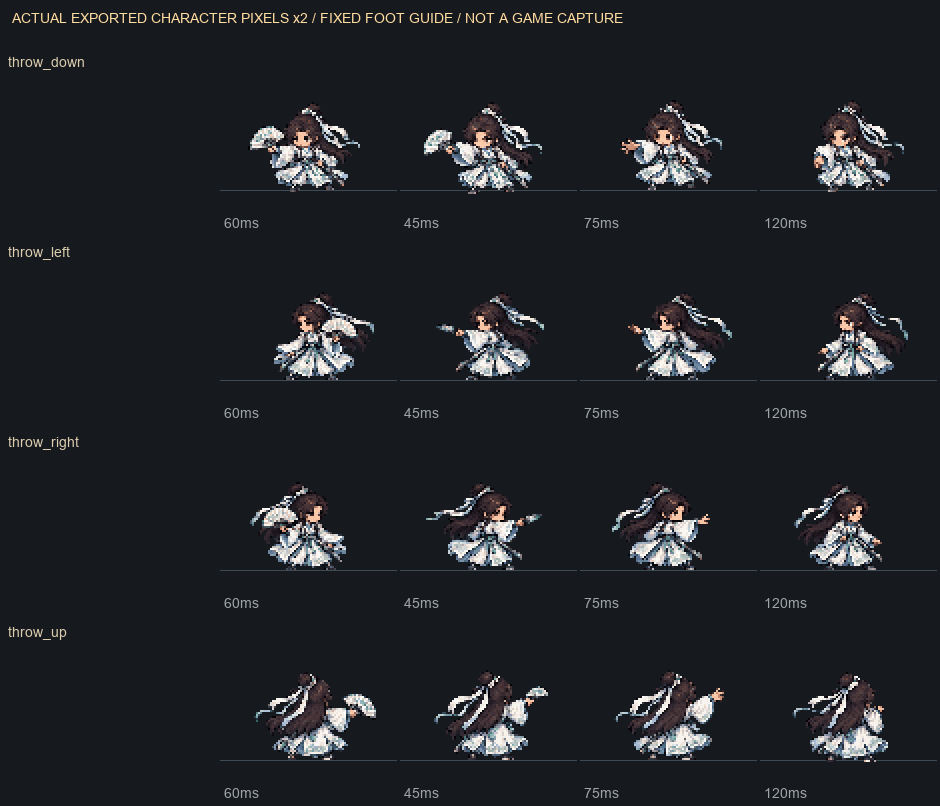 ACTUAL EXPORTED CHARACTER PIXELS x2 / FIXED FOOT GUIDE / NOT A GAME CAPTURE
throw_down
60ms 45ms 75ms 120ms
throw_left
60ms 45ms 75ms 120ms
throw_right
60ms 45ms 75ms 120ms
throw_up
60ms 45ms 75ms 120ms